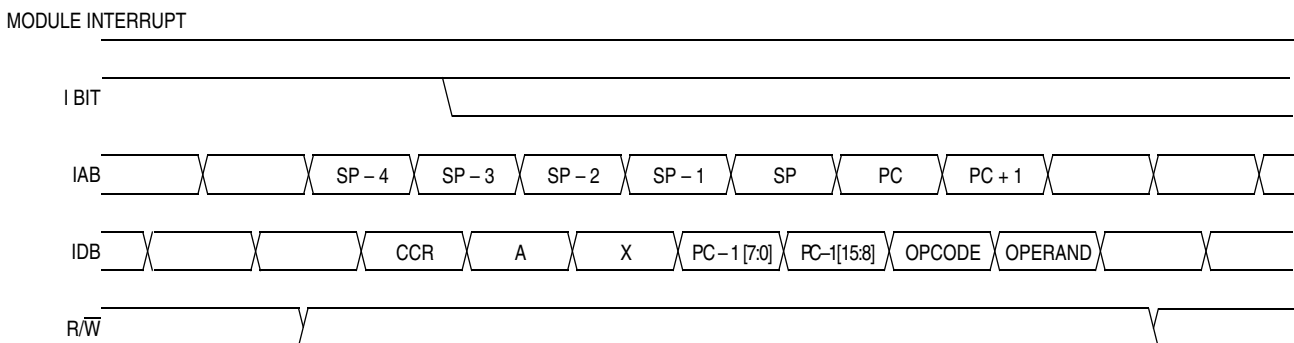 MODULE INTERRUPT
I BIT
IAB SP – 4 SP – 3 SP – 2 SP – 1 SP PC PC + 1
IDB CCR A X PC – 1 [7:0] PC–1[15:8] OPCODE OPERAND
R/W̅